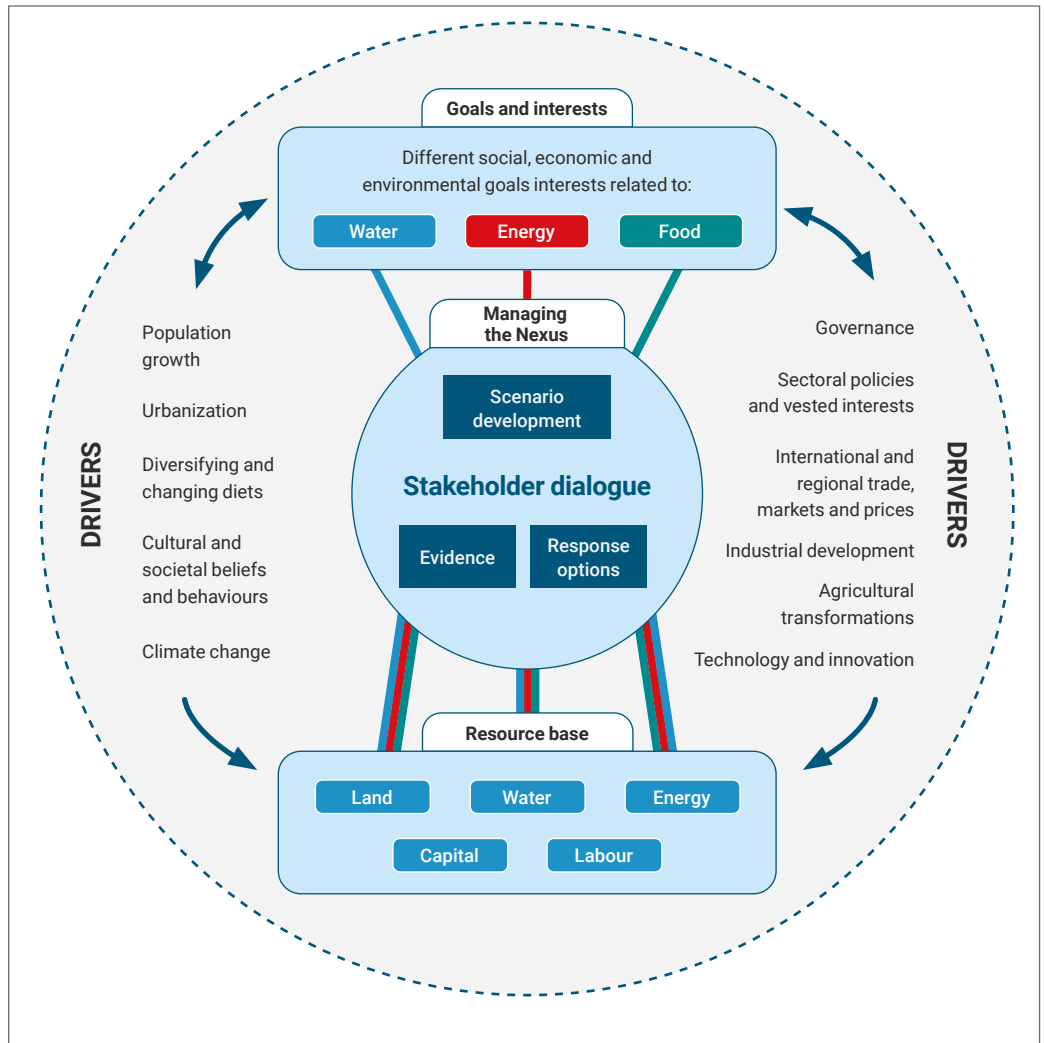 Goals and interests
Different social, economic and
environmental goals interests related to:
Water
Energy
Food
Managing
the Nexus
Scenario
development
Stakeholder dialogue
Evidence
Response
options
DRIVERS
Population
growth
Urbanization
Diversifying and
changing diets
Cultural and
societal beliefs
and behaviours
Climate change
Governance
Sectoral policies
and vested interests
International and
regional trade,
markets and prices
Industrial development
Agricultural
transformations
Technology and innovation
DRIVERS
Resource base
Land
Water
Energy
Capital
Labour